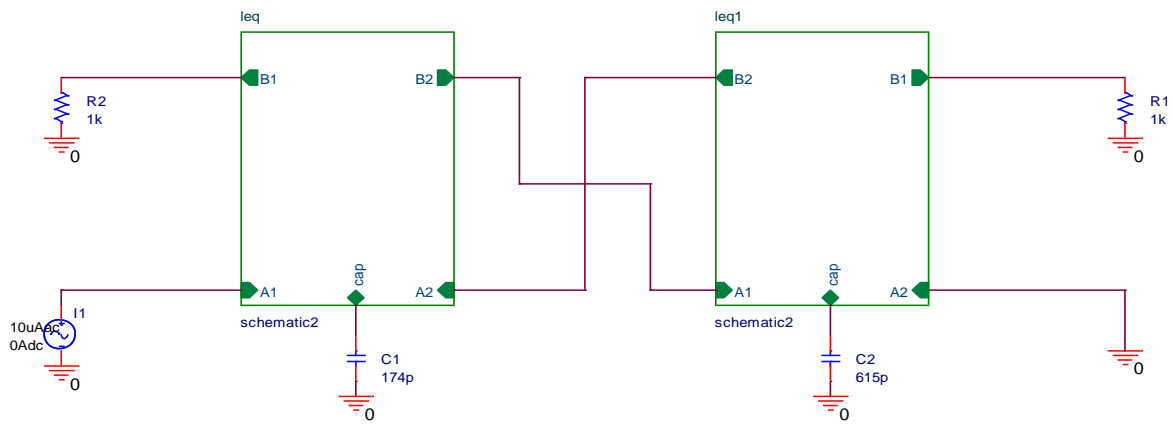 leq
leq1
B1
B2
B2
B1
R2
1k
0
R1
1k
0
cap
cap
A1
A2
A1
A2
I1
10uAac
0Adc
0
schematic2
schematic2
C1
174p
0
C2
615p
0
0